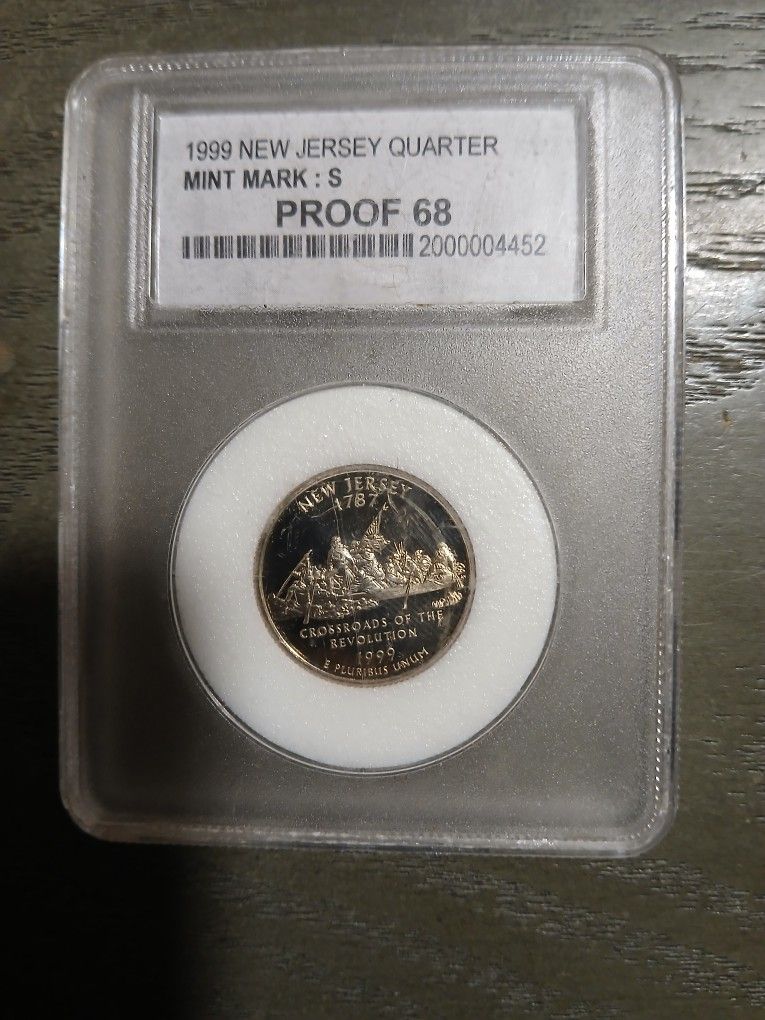 1999 NEW JERSEY QUARTER
MINT MARK : S
PROOF 68
2000004452
NEW JERSEY
1787
CROSSROADS OF THE
REVOLUTION
1999
E PLURIBUS UNUM